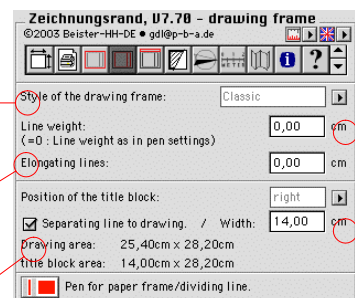 Zeichnungsrand, V7.70 - drawing frame
©2003 Beister-HH-DE ● gdl@p-b-a.de
METER
Style of the drawing frame: Classic
Line weight: 0,00 cm
(=0 : Line weight as in pen settings)
Elongating lines: 0,00 cm
Position of the title block: right
Separating line to drawing. / Width: 14,00 cm
Drawing area: 25,40cm x 28,20cm
title block area: 14,00cm x 28,20cm
Pen for paper frame/dividing line.